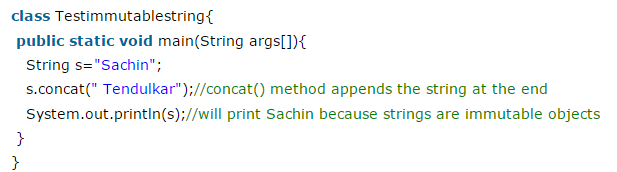 class Testimmutablestring{
 public static void main(String args[]){
   String s="Sachin";
   s.concat(" Tendulkar");//concat() method appends the string at the end
   System.out.println(s);//will print Sachin because strings are immutable objects
 }
}